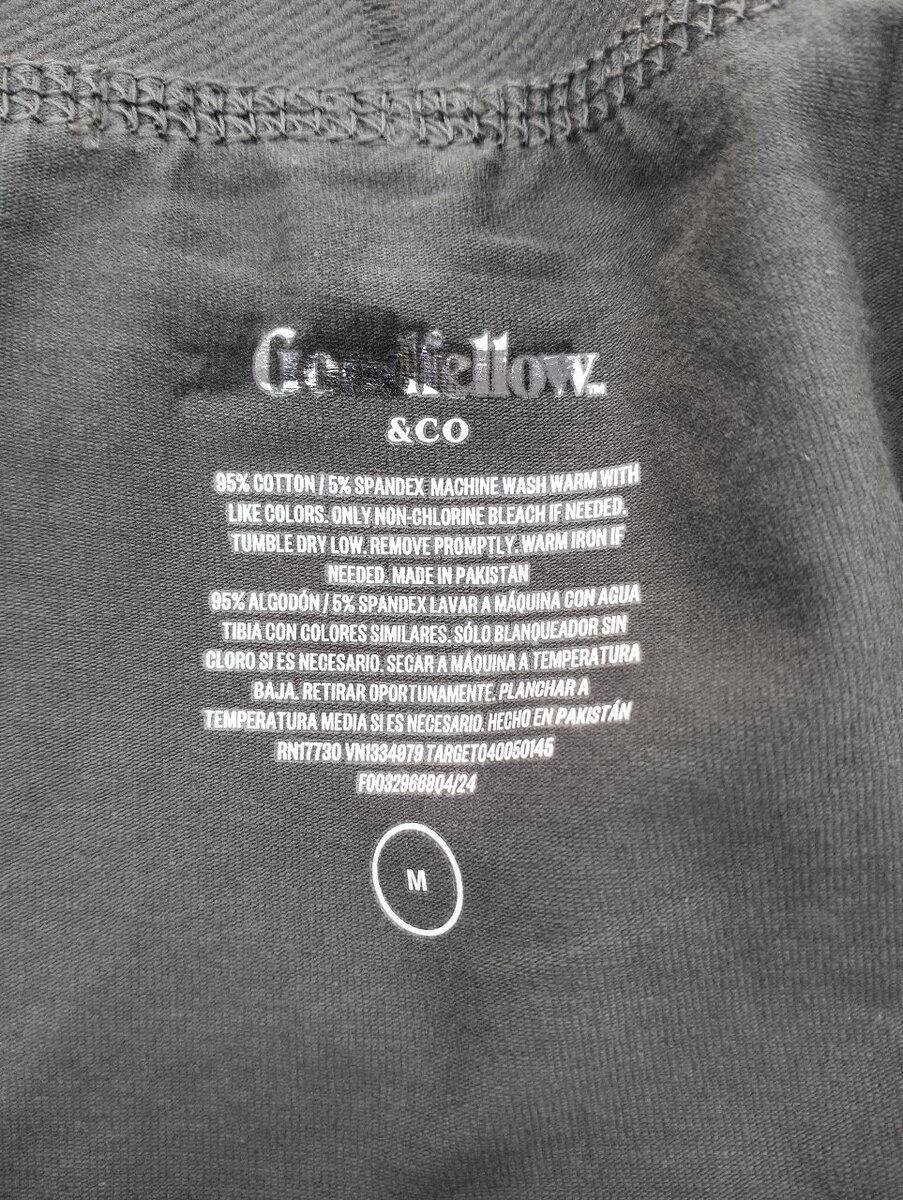 Goodfellow™
&CO
95% COTTON / 5% SPANDEX MACHINE WASH WARM WITH
LIKE COLORS. ONLY NON-CHLORINE BLEACH IF NEEDED.
TUMBLE DRY LOW. REMOVE PROMPTLY. WARM IRON IF
NEEDED. MADE IN PAKISTAN
95% ALGODÓN / 5% SPANDEX LAVAR A MÁQUINA CON AGUA
TIBIA CON COLORES SIMILARES. SÓLO BLANQUEADOR SIN
CLORO SI ES NECESARIO. SECAR A MÁQUINA A TEMPERATURA
BAJA. RETIRAR OPORTUNAMENTE. PLANCHAR A
TEMPERATURA MEDIA SI ES NECESARIO. HECHO EN PAKISTÁN
RN17730 VN1334979 TARGET040050145
F0032966804/24
M